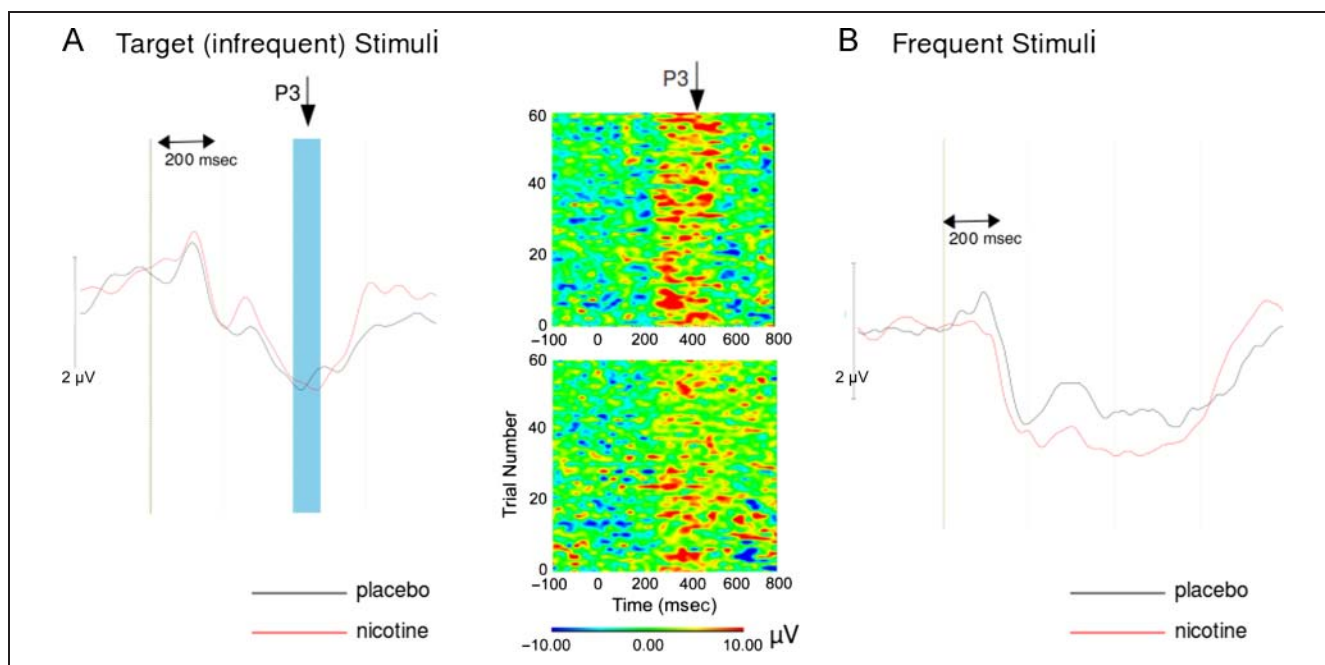 A Target (infrequent) Stimuli
P3
200 msec
2 µV
placebo
nicotine
P3
60
40
20
0
−100 0 200 400 600 800
60
40
20
0
−100 0 200 400 600 800
Trial Number
Time (msec)
−10.00 0.00 10.00 µV
B Frequent Stimuli
200 msec
2 µV
placebo
nicotine